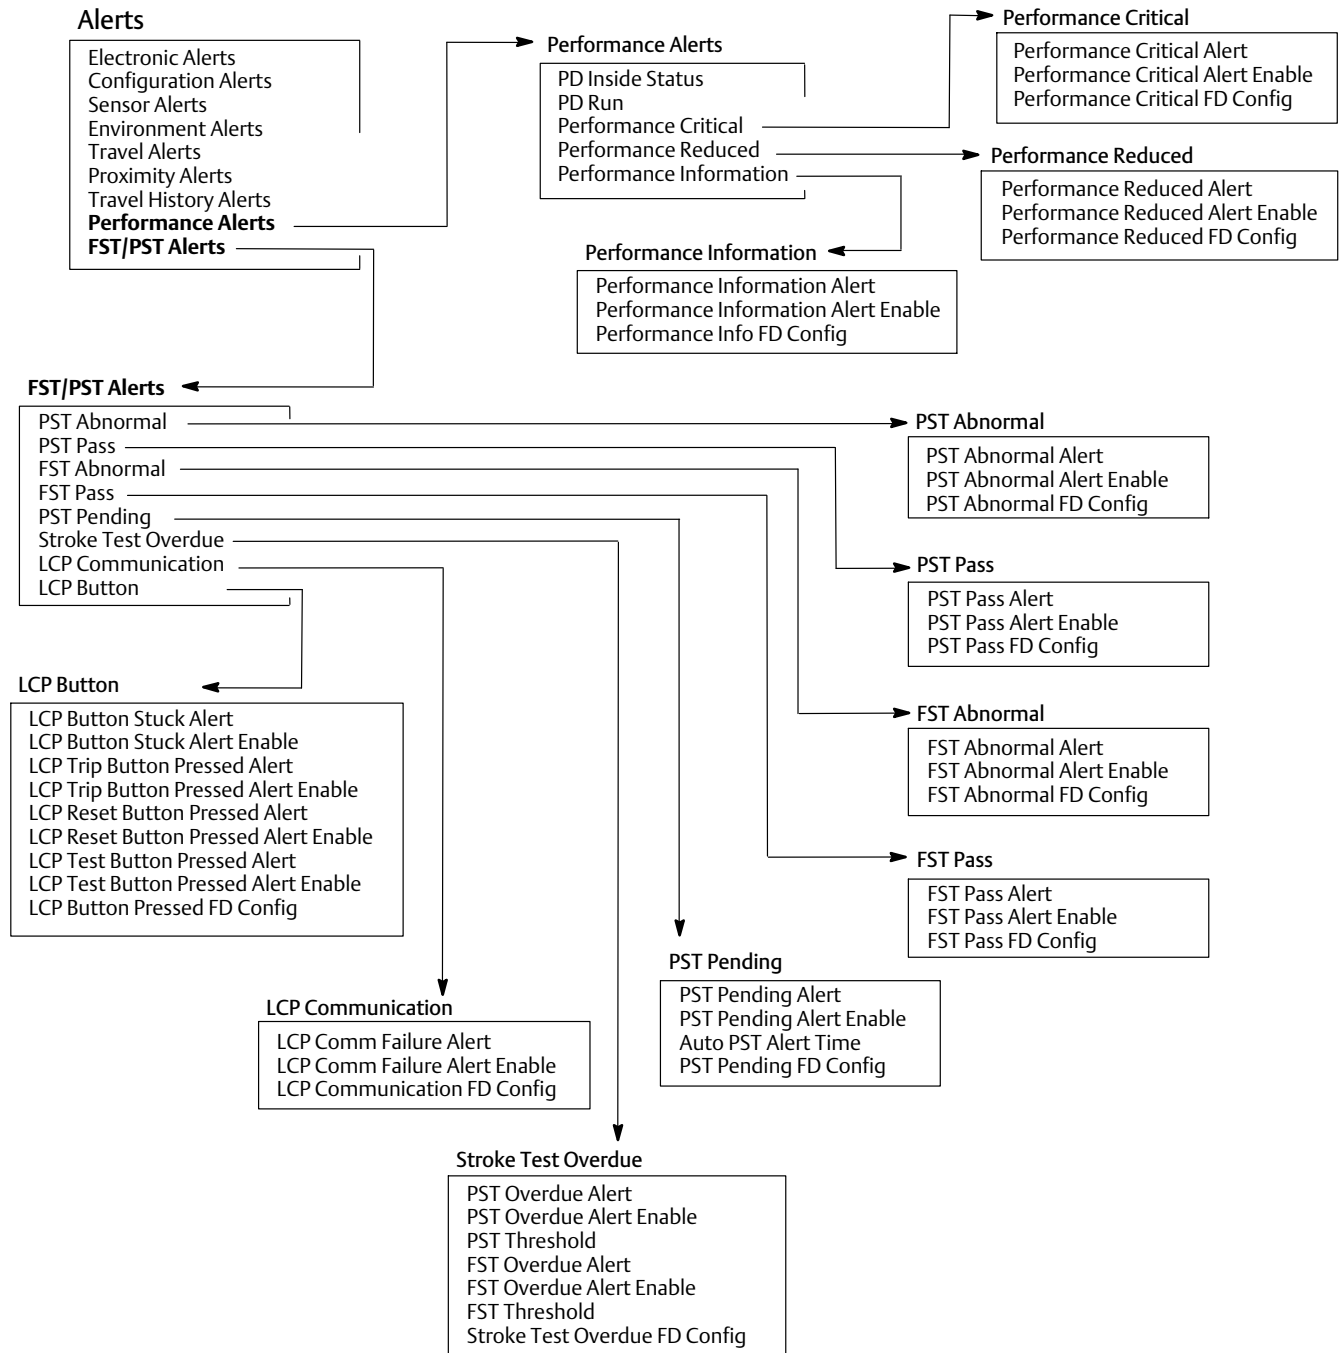 Alerts
Electronic Alerts
Configuration Alerts
Sensor Alerts
Environment Alerts
Travel Alerts
Proximity Alerts
Travel History Alerts
Performance Alerts
FST/PST Alerts
Performance Alerts
PD Inside Status
PD Run
Performance Critical
Performance Reduced
Performance Information
Performance Critical
Performance Critical Alert
Performance Critical Alert Enable
Performance Critical FD Config
Performance Reduced
Performance Reduced Alert
Performance Reduced Alert Enable
Performance Reduced FD Config
Performance Information
Performance Information Alert
Performance Information Alert Enable
Performance Info FD Config
FST/PST Alerts
PST Abnormal
PST Pass
FST Abnormal
FST Pass
PST Pending
Stroke Test Overdue
LCP Communication
LCP Button
PST Abnormal
PST Abnormal Alert
PST Abnormal Alert Enable
PST Abnormal FD Config
PST Pass
PST Pass Alert
PST Pass Alert Enable
PST Pass FD Config
FST Abnormal
FST Abnormal Alert
FST Abnormal Alert Enable
FST Abnormal FD Config
FST Pass
FST Pass Alert
FST Pass Alert Enable
FST Pass FD Config
LCP Button
LCP Button Stuck Alert
LCP Button Stuck Alert Enable
LCP Trip Button Pressed Alert
LCP Trip Button Pressed Alert Enable
LCP Reset Button Pressed Alert
LCP Reset Button Pressed Alert Enable
LCP Test Button Pressed Alert
LCP Test Button Pressed Alert Enable
LCP Button Pressed FD Config
PST Pending
PST Pending Alert
PST Pending Alert Enable
Auto PST Alert Time
PST Pending FD Config
LCP Communication
LCP Comm Failure Alert
LCP Comm Failure Alert Enable
LCP Communication FD Config
Stroke Test Overdue
PST Overdue Alert
PST Overdue Alert Enable
PST Threshold
FST Overdue Alert
FST Overdue Alert Enable
FST Threshold
Stroke Test Overdue FD Config